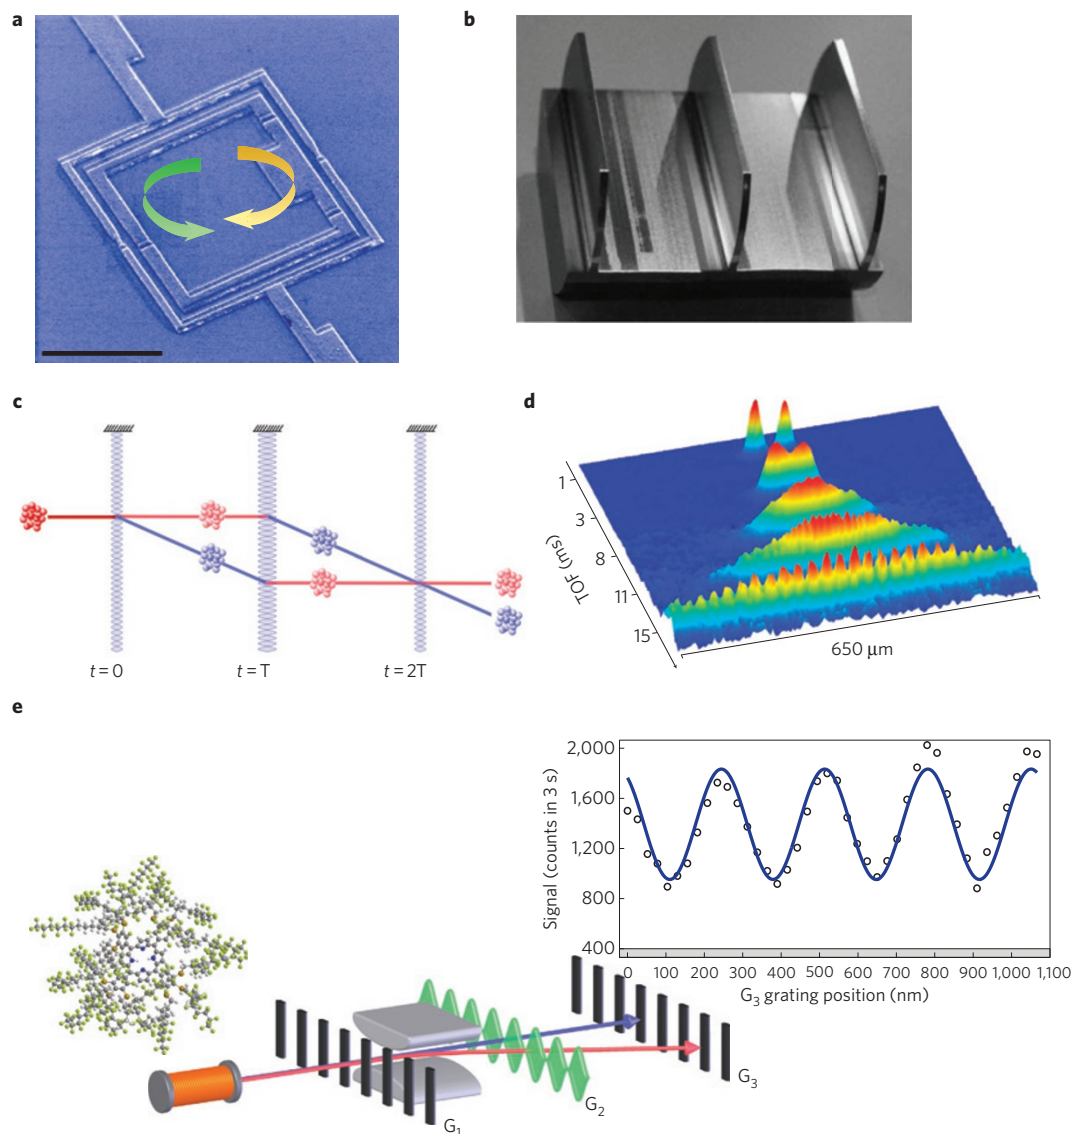 a
b
c
t = 0
t = T
t = 2T
d
1
3
8
11
15
TOF (ms)
650 μm
e
2,000
1,600
1,200
800
400
Signal (counts in 3 s)
0 100 200 300 400 500 600 700 800 900 1,000 1,100
G₃ grating position (nm)
G₁
G₂
G₃